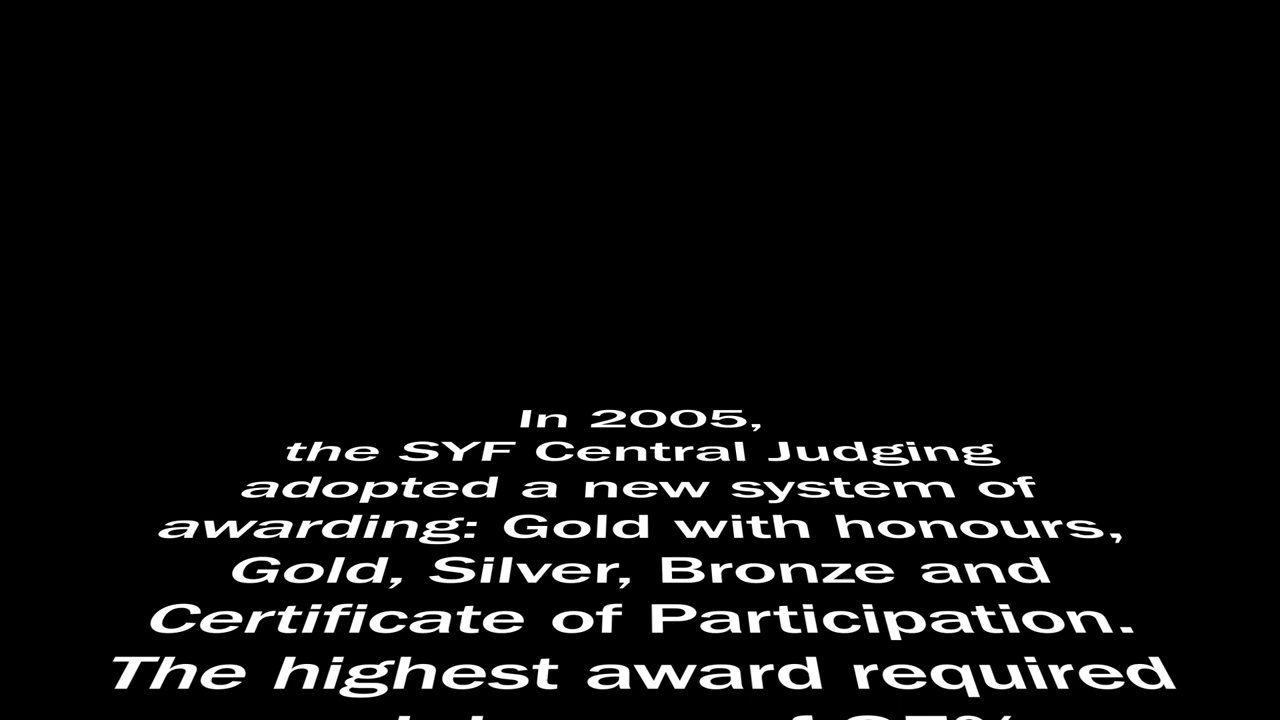 In 2005,
the SYF Central Judging
adopted a new system of
awarding: Gold with honours,
Gold, Silver, Bronze and
Certificate of Participation.
The highest award required